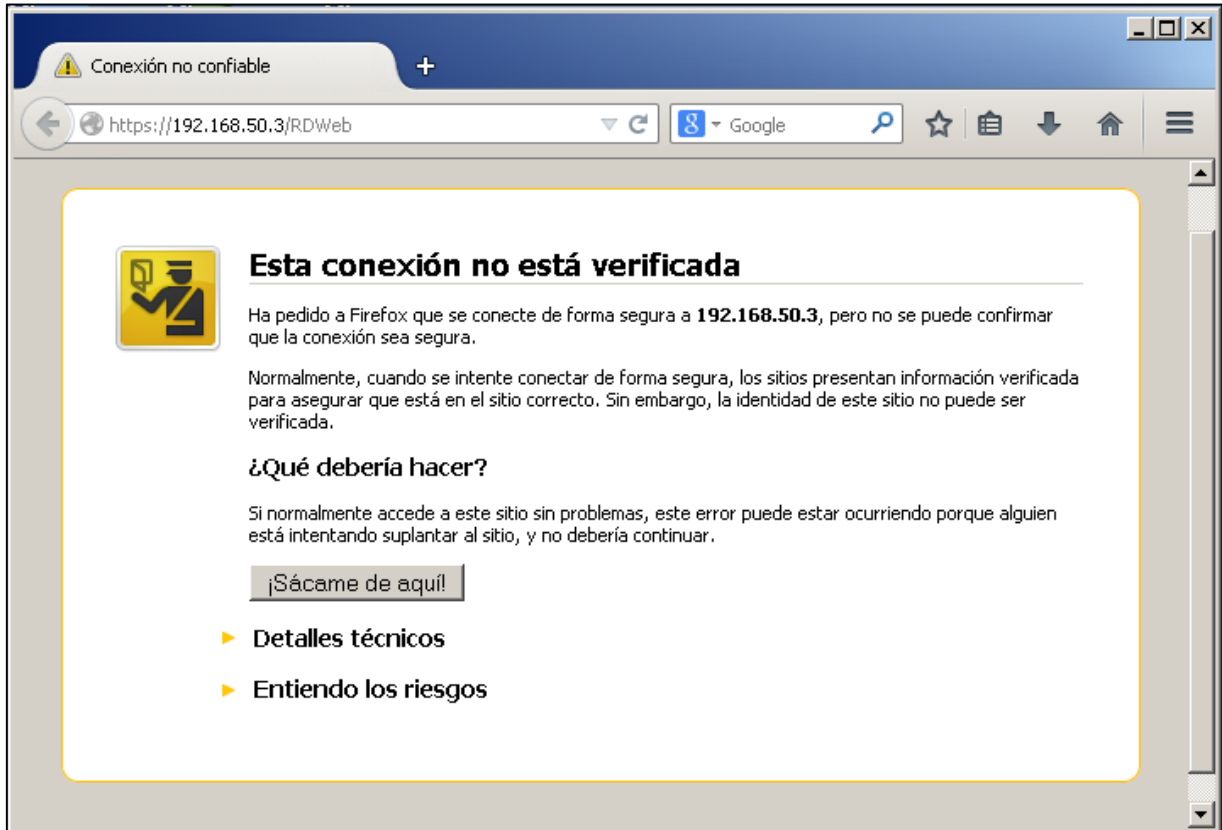 Conexión no confiable
https://192.168.50.3/RDWeb
8 Google
Esta conexión no está verificada
Ha pedido a Firefox que se conecte de forma segura a 192.168.50.3, pero no se puede confirmar
que la conexión sea segura.
Normalmente, cuando se intente conectar de forma segura, los sitios presentan información verificada
para asegurar que está en el sitio correcto. Sin embargo, la identidad de este sitio no puede ser
verificada.
¿Qué debería hacer?
Si normalmente accede a este sitio sin problemas, este error puede estar ocurriendo porque alguien
está intentando suplantar al sitio, y no debería continuar.
¡Sácame de aquí!
Detalles técnicos
Entiendo los riesgos